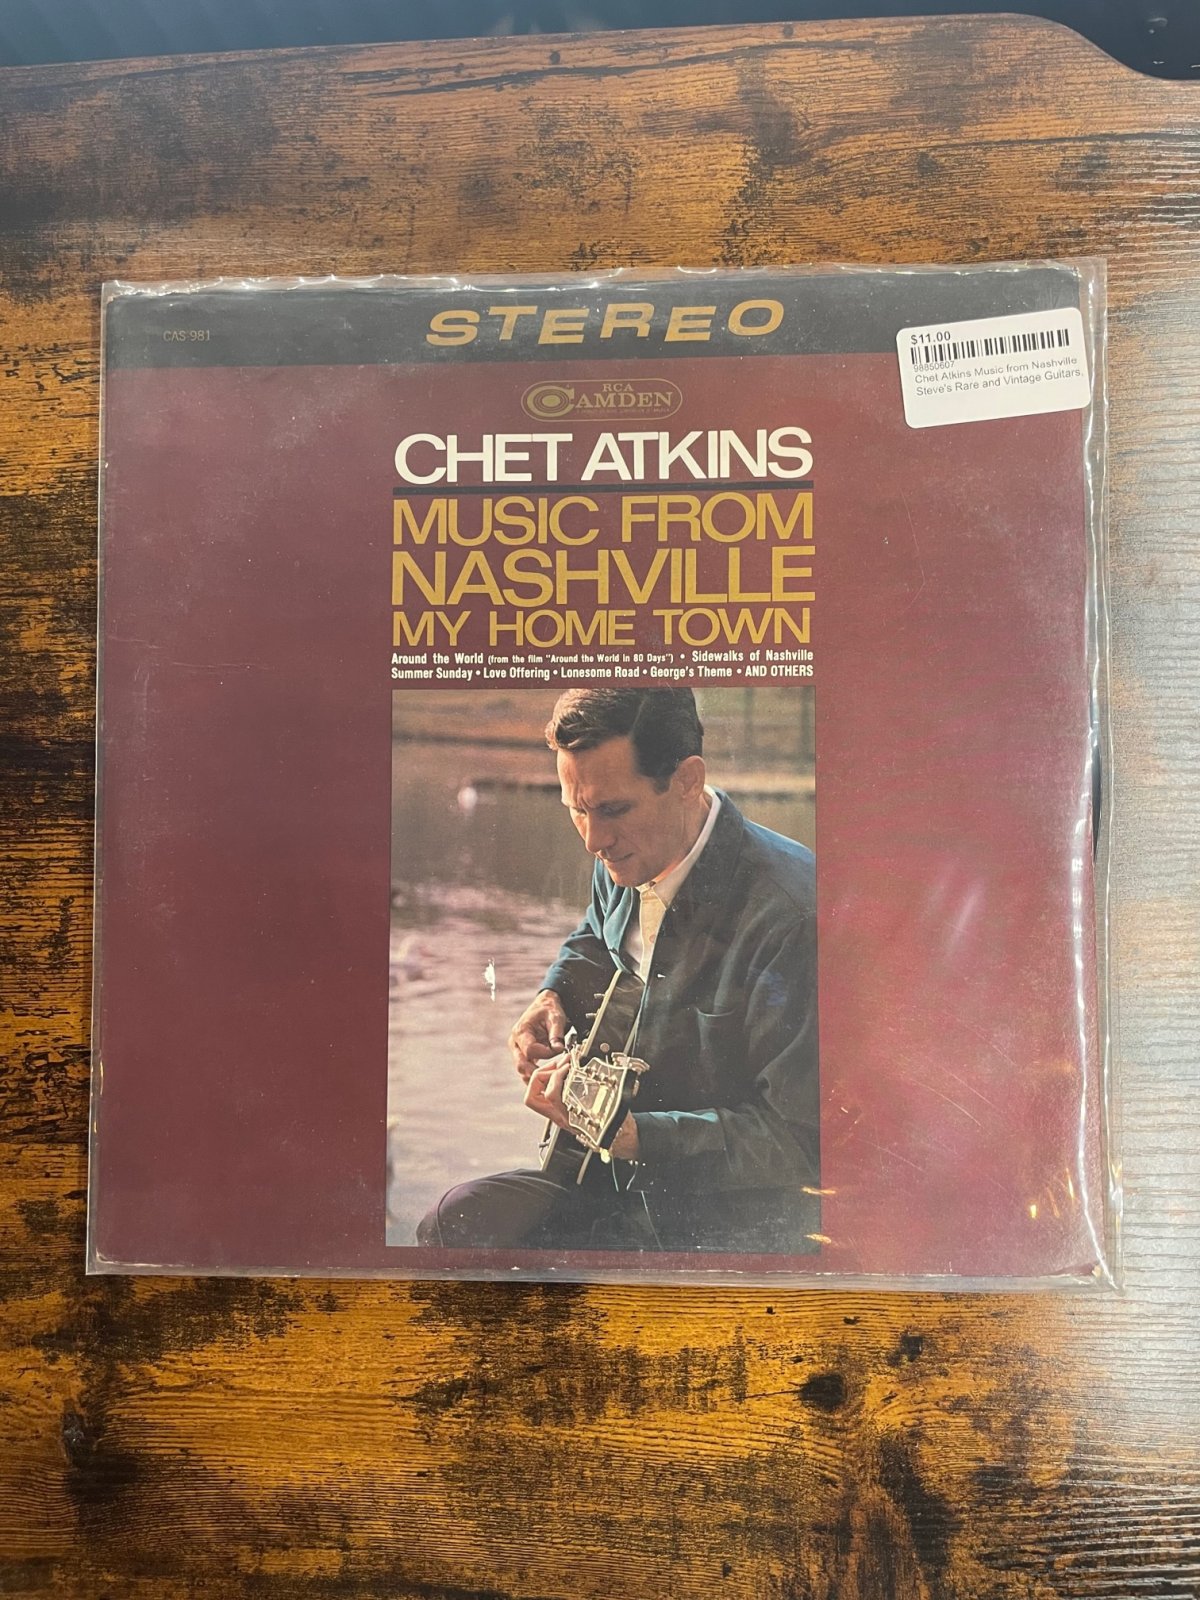 STEREO
CAS 981
$11.00
98850607
Chet Atkins Music from Nashville
Steve's Rare and Vintage Guitars,
RCA
CAMDEN
CHET ATKINS
MUSIC FROM
NASHVILLE
MY HOME TOWN
Around the World (from the film "Around the World in 80 Days") • Sidewalks of Nashville
Summer Sunday • Love Offering • Lonesome Road • George's Theme • AND OTHERS